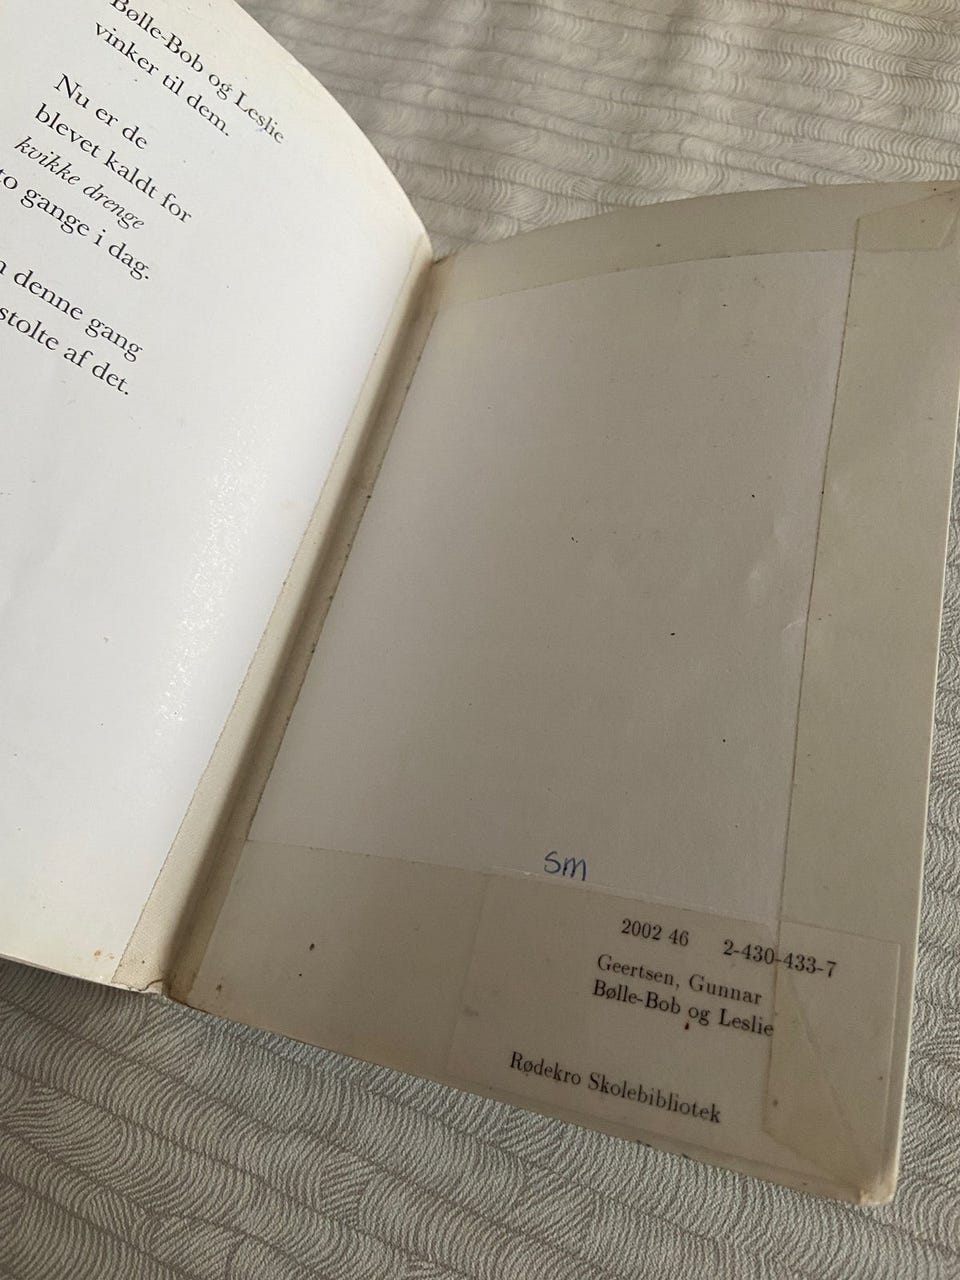 Bølle-Bob og Leslie
vinker til dem.
Nu er de
blevet kaldt for
kvikke drenge
to gange i dag.
denne gang
stolte af det.
sm
2002 46 2-430-433-7
Geertsen, Gunnar
Bølle-Bob og Leslie
Rødekro Skolebibliotek